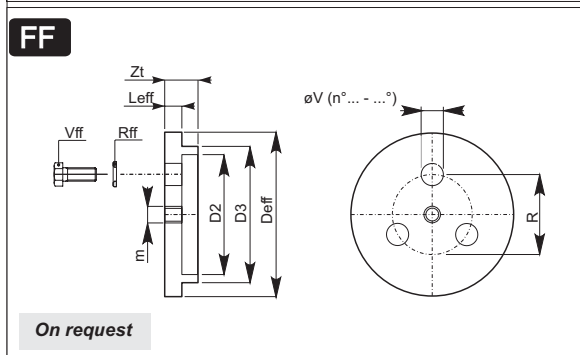 FF
Zt
Leff
Vff
Rff
m
D2
D3
Deff
øV (n°... - ...°)
R
On request